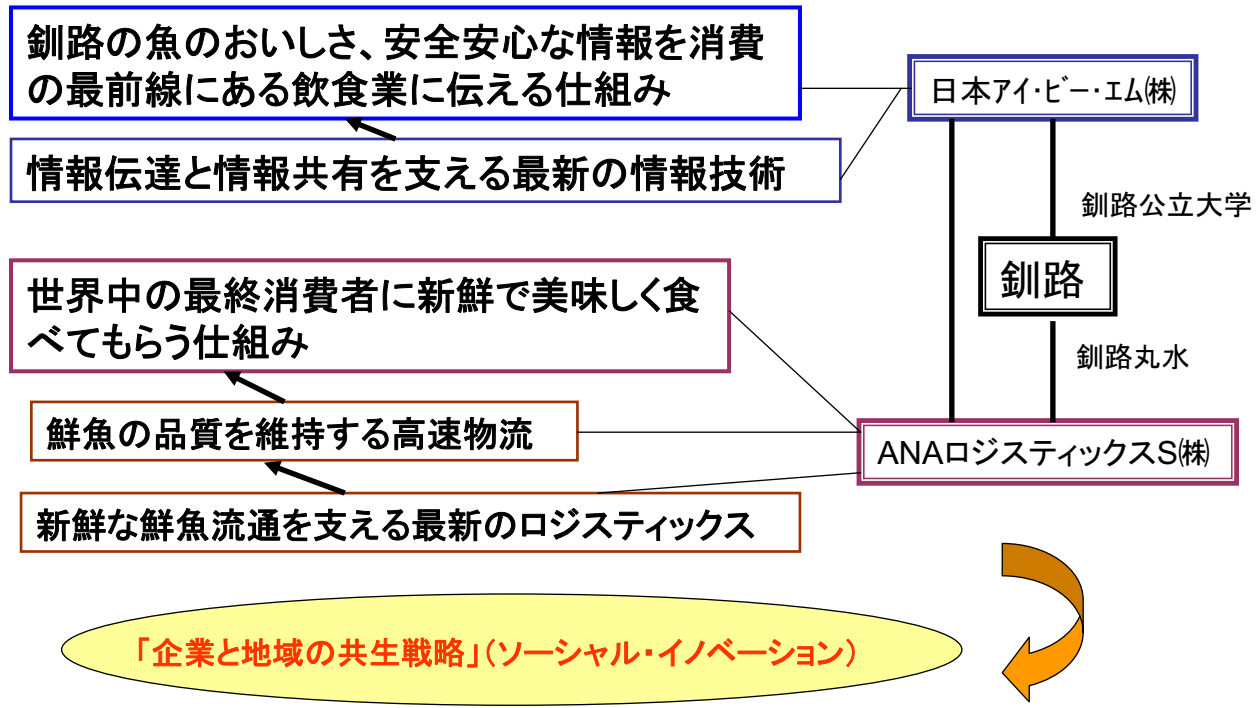 釧路の魚のおいしさ、安全安心な情報を消費
の最前線にある飲食業に伝える仕組み
情報伝達と情報共有を支える最新の情報技術
日本アイ・ビー・エム㈱
釧路公立大学
釧路
釧路丸水
世界中の最終消費者に新鮮で美味しく食
べてもらう仕組み
鮮魚の品質を維持する高速物流
新鮮な鮮魚流通を支える最新のロジスティックス
ANAロジスティックスS㈱
「企業と地域の共生戦略」(ソーシャル・イノベーション)